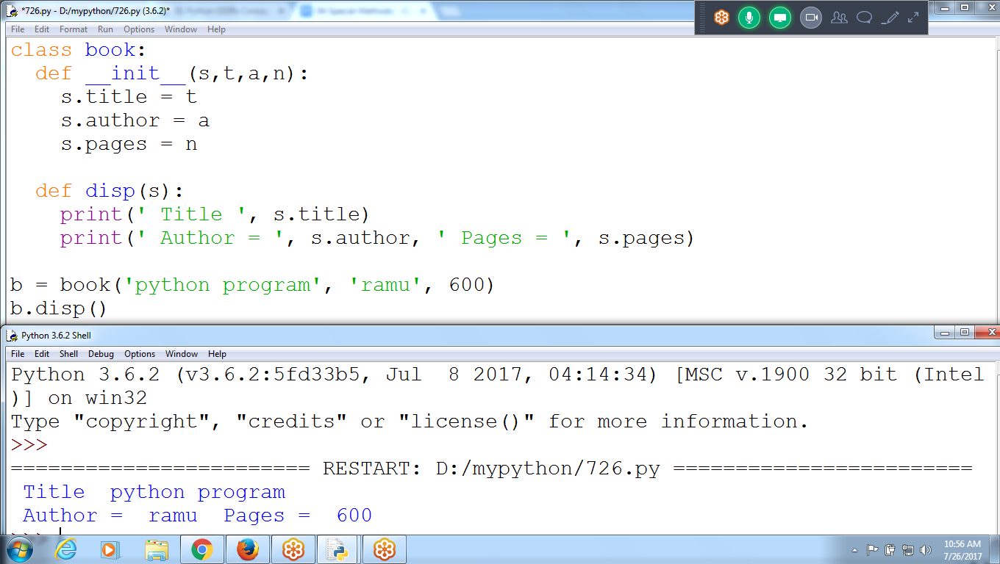 *726.py - D:/mypython/726.py (3.6.2)*
File Edit Format Run Options Window Help
class book:
  def __init__(s,t,a,n):
    s.title = t
    s.author = a
    s.pages = n
  def disp(s):
    print(' Title ', s.title)
    print(' Author = ', s.author, ' Pages = ', s.pages)
b = book('python program', 'ramu', 600)
b.disp()
Python 3.6.2 Shell
File Edit Shell Debug Options Window Help
Python 3.6.2 (v3.6.2:5fd33b5, Jul  8 2017, 04:14:34) [MSC v.1900 32 bit (Intel
)] on win32
Type "copyright", "credits" or "license()" for more information.
>>>
======================== RESTART: D:/mypython/726.py ========================
 Title  python program
 Author =  ramu  Pages =  600
>>>
10:56 AM
7/26/2017